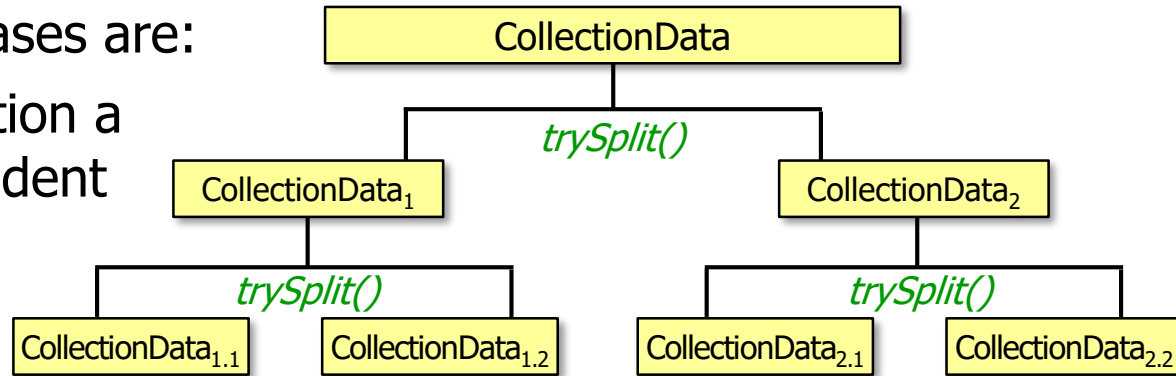 ases are:
tion a
dent
CollectionData
trySplit()
CollectionData₁
CollectionData₂
trySplit()
trySplit()
CollectionData₁.₁
CollectionData₁.₂
CollectionData₂.₁
CollectionData₂.₂